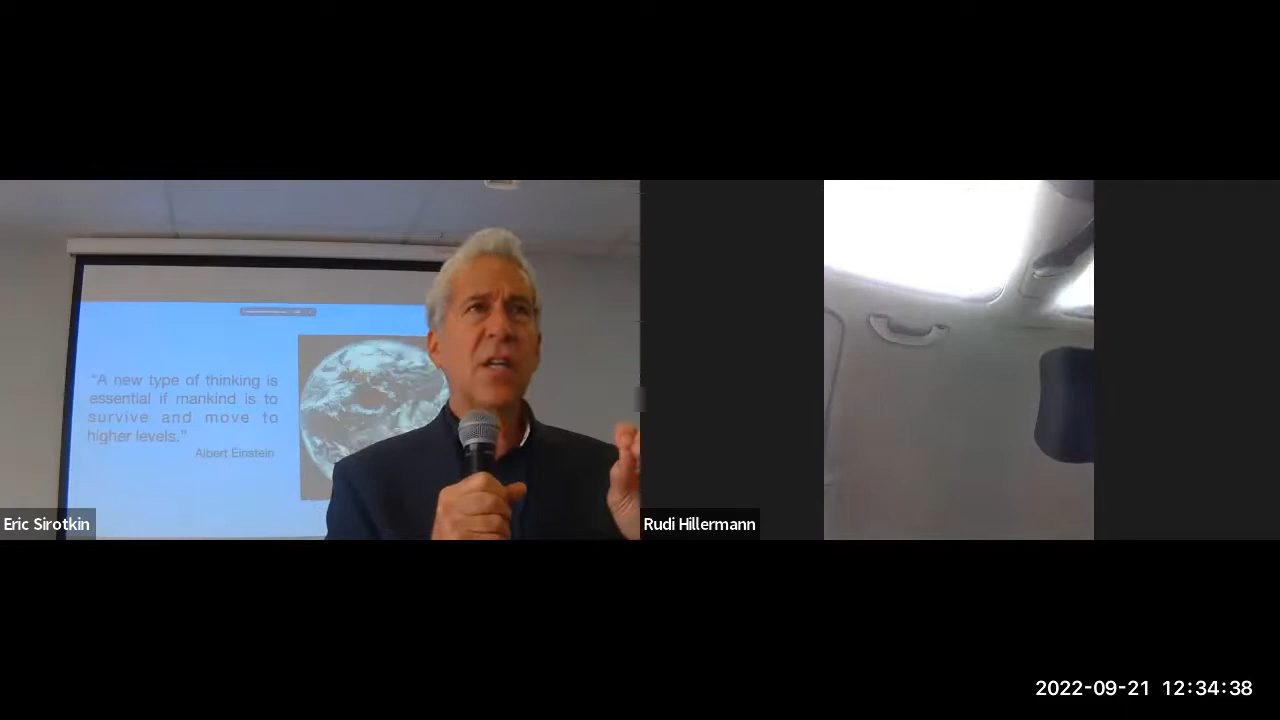 “A new type of thinking is
essential if mankind is to
survive and move to
higher levels.”
Albert Einstein
Eric Sirotkin
Rudi Hillermann
2022-09-21 12:34:38